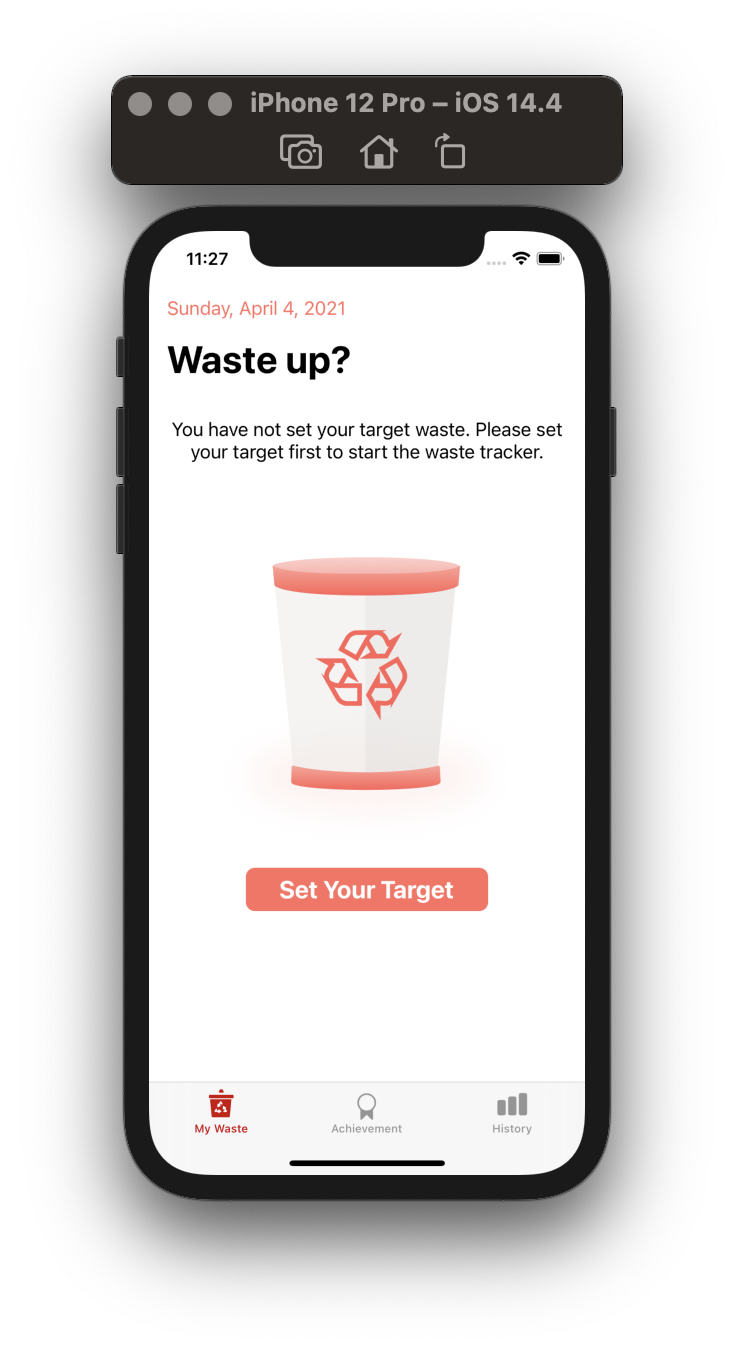 iPhone 12 Pro – iOS 14.4
11:27
Sunday, April 4, 2021
Waste up?
You have not set your target waste. Please set
your target first to start the waste tracker.
Set Your Target
My Waste
Achievement
History